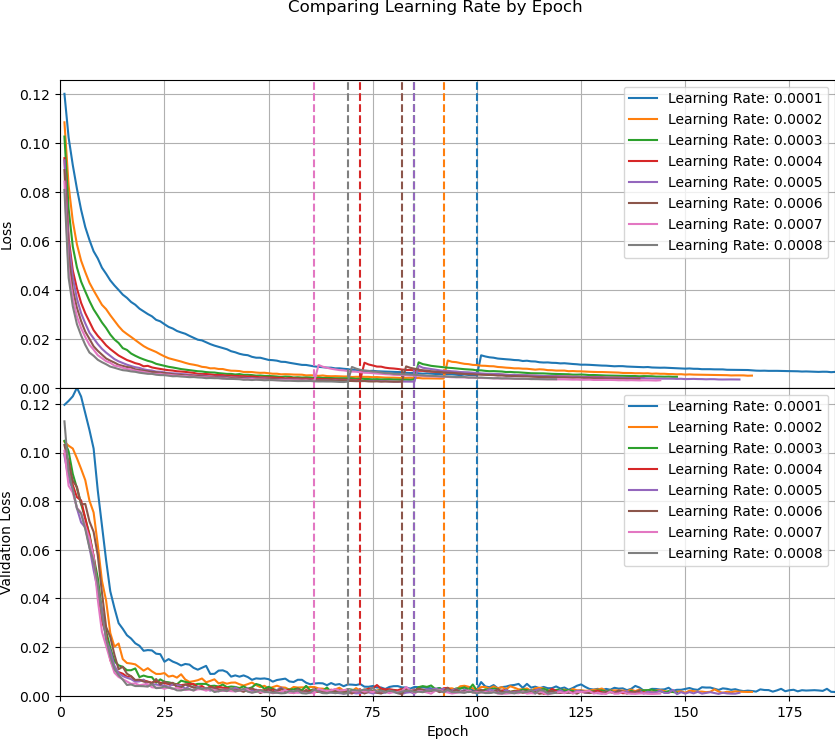 Comparing Learning Rate by Epoch
0.12
0.10
0.08
0.06
0.04
0.02
0.00
Loss
Learning Rate: 0.0001
Learning Rate: 0.0002
Learning Rate: 0.0003
Learning Rate: 0.0004
Learning Rate: 0.0005
Learning Rate: 0.0006
Learning Rate: 0.0007
Learning Rate: 0.0008
0.12
0.10
0.08
0.06
0.04
0.02
0.00
Validation Loss
Learning Rate: 0.0001
Learning Rate: 0.0002
Learning Rate: 0.0003
Learning Rate: 0.0004
Learning Rate: 0.0005
Learning Rate: 0.0006
Learning Rate: 0.0007
Learning Rate: 0.0008
0 25 50 75 100 125 150 175
Epoch